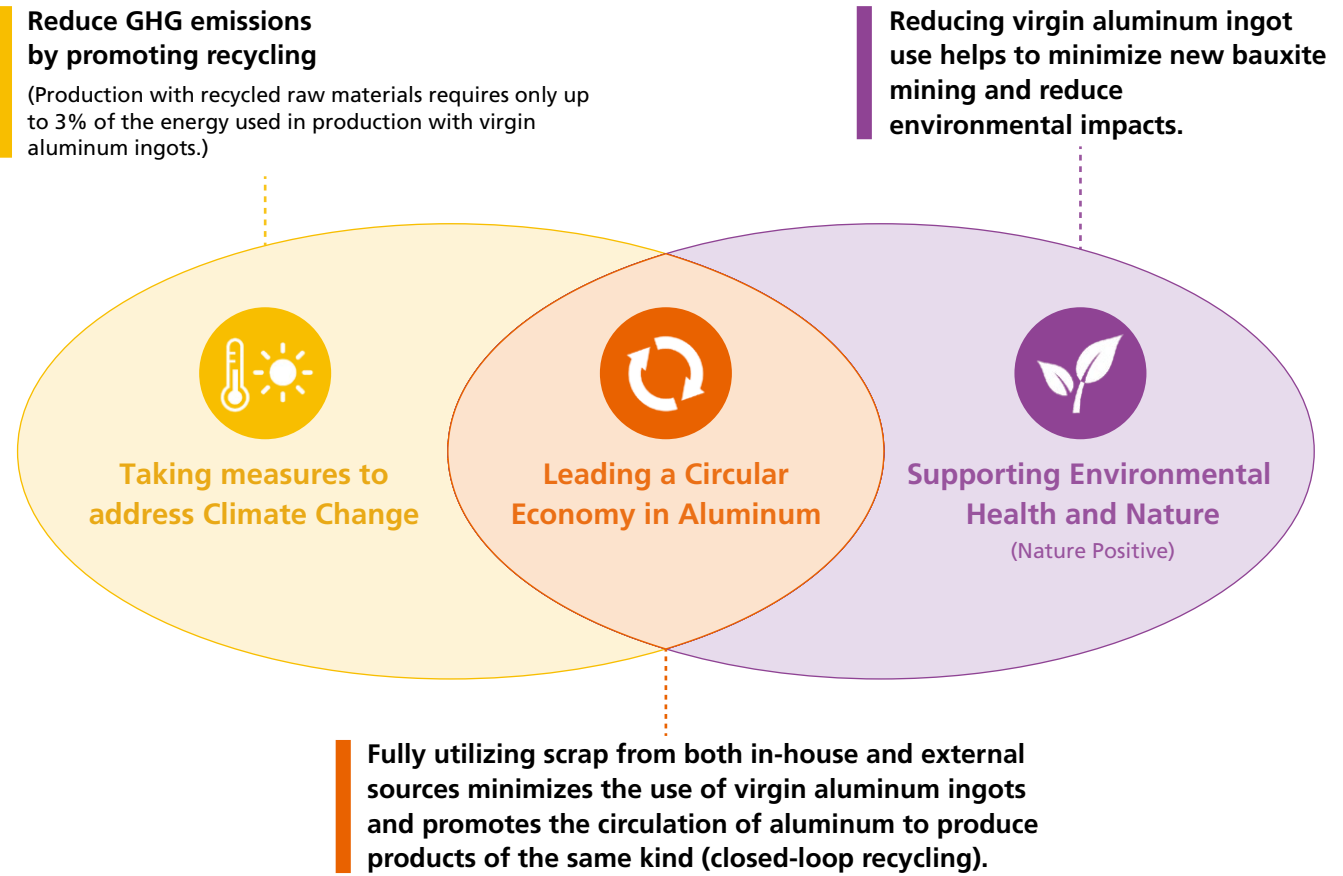 Reduce GHG emissions
by promoting recycling
(Production with recycled raw materials requires only up
to 3% of the energy used in production with virgin
aluminum ingots.)
Reducing virgin aluminum ingot
use helps to minimize new bauxite
mining and reduce
environmental impacts.
Taking measures to
address Climate Change
Leading a Circular
Economy in Aluminum
Supporting Environmental
Health and Nature
(Nature Positive)
Fully utilizing scrap from both in-house and external
sources minimizes the use of virgin aluminum ingots
and promotes the circulation of aluminum to produce
products of the same kind (closed-loop recycling).